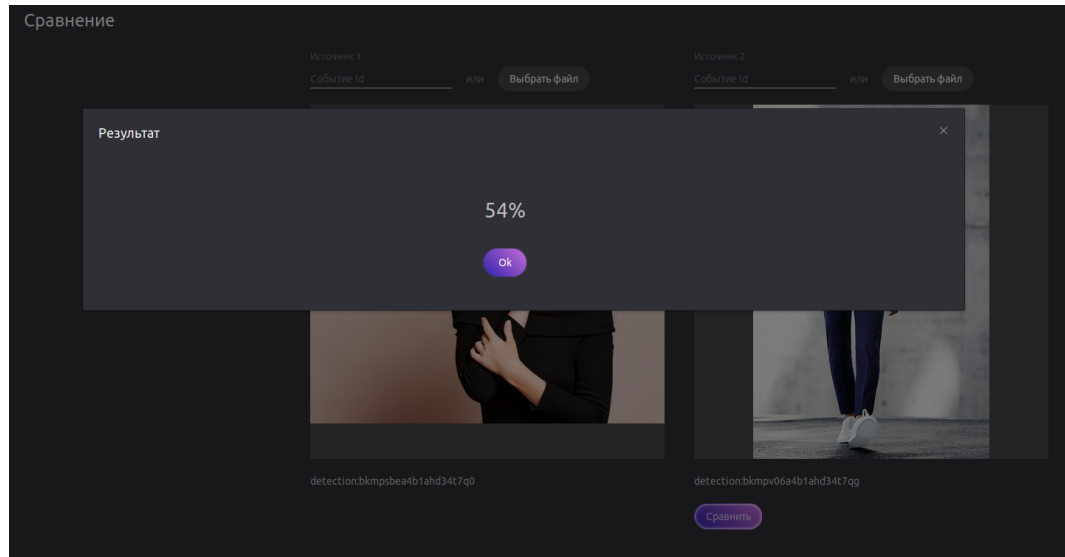 Сравнение
Источник 1
Источник 2
Событие id
или
Выбрать файл
Событие id
или
Выбрать файл
Результат
×
54%
Ok
detection:bkmpsbea4b1ahd34t7q0
detection:bkmpv06a4b1ahd34t7qg
Сравнить